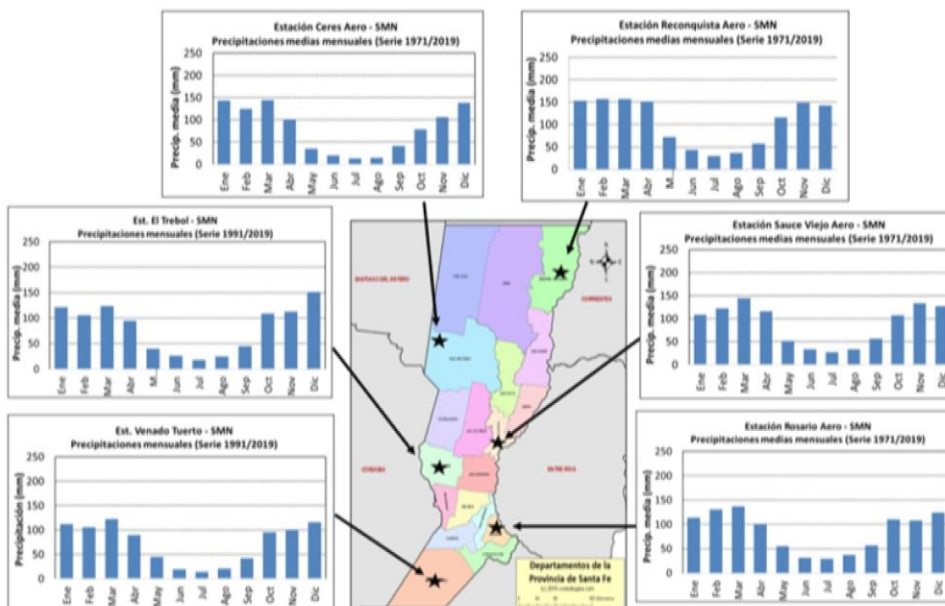 Estación Ceres Aero - SMN
Precipitaciones medias mensuales (Serie 1971/2019)
Precip. media (mm)
250
200
150
100
50
0
Ene Feb Mar Abr May Jun Jul Ago Sep Oct Nov Dic
Estación Reconquista Aero - SMN
Precipitaciones medias mensuales (Serie 1971/2019)
Precip. media (mm)
250
200
150
100
50
0
Ene Feb Mar Abr M... Jun Jul Ago Sep Oct Nov Dic
Est. El Trebol - SMN
Precipitaciones mensuales (Serie 1991/2019)
Precip. media (mm)
250
200
150
100
50
0
Ene Feb Mar Abr M... Jun Jul Ago Sep Oct Nov Dic
Estación Sauce Viejo Aero - SMN
Precipitaciones medias mensuales (Serie 1971/2019)
Precip. media (mm)
250
200
150
100
50
0
Ene Feb Mar Abr May Jun Jul Ago Sep Oct Nov Dic
Est. Venado Tuerto - SMN
Precipitaciones mensuales (Serie 1991/2019)
Precipitación (mm)
250
200
150
100
50
0
Ene Feb Mar Abr May Jun Jul Ago Sep Oct Nov Dic
Estación Rosario Aero - SMN
Precipitaciones medias mensuales (Serie 1971/2019)
Precip. media (mm)
250
200
150
100
50
0
Ene Feb Mar Abr May Jun Jul Ago Sep Oct Nov Dic
SANTIAGO DEL ESTERO
CORRIENTES
CORDOBA
ENTRE RIOS
Departamentos de la
Provincia de Santa Fe